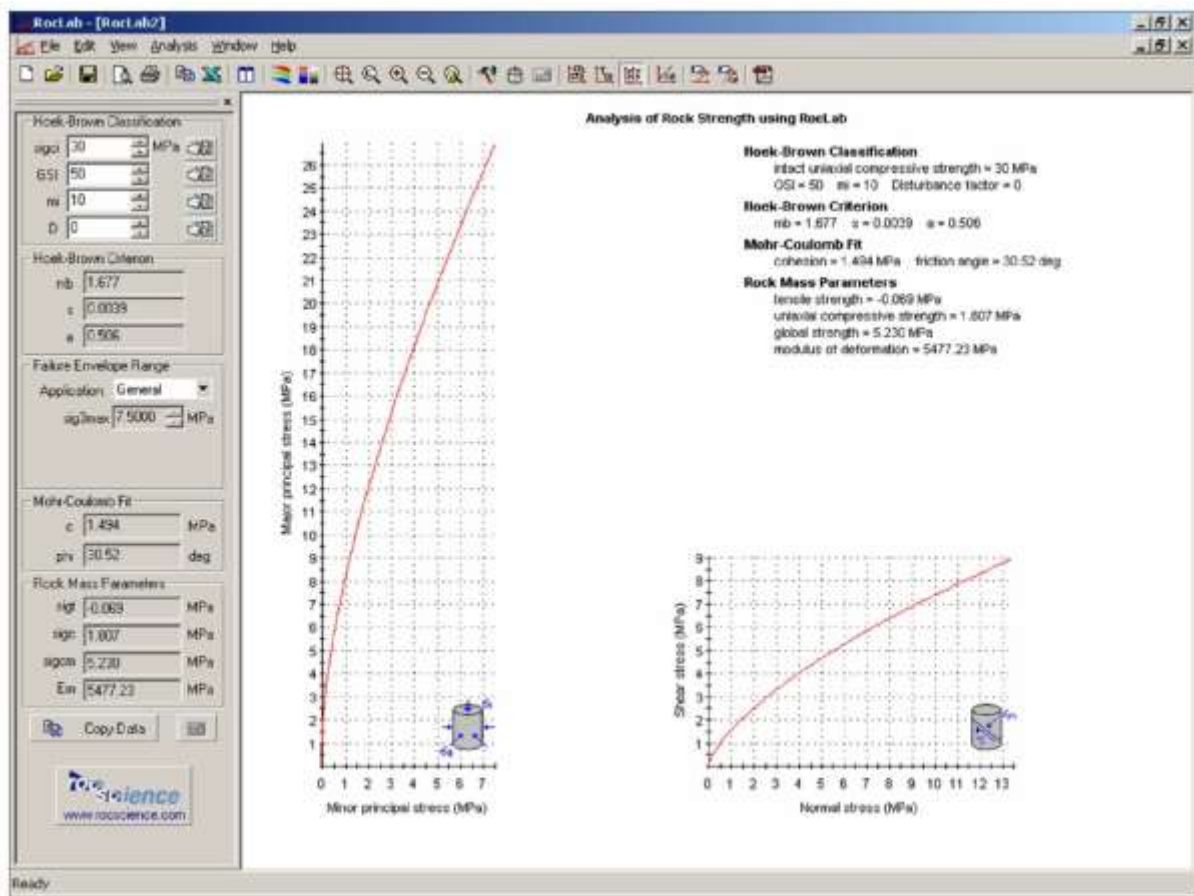 RocLab - [RocLab2]
File Edit View Analysis Window Help
Hoek-Brown Classification
sigci 30 MPa
GSI 50
mi 10
D 0
Hoek-Brown Criterion
mb 1.677
s 0.0039
a 0.506
Failure Envelope Range
Application: General
sig3max 7.5000 MPa
Mohr-Coulomb Fit
c 1.494 MPa
phi 30.52 deg
Rock Mass Parameters
sigt -0.069 MPa
sigc 1.807 MPa
sigcm 5.230 MPa
Em 5477.23 MPa
Copy Data
rocscience
www.rocscience.com
Ready
Analysis of Rock Strength using RocLab
Hoek-Brown Classification
intact uniaxial compressive strength = 30 MPa
GSI = 50 mi = 10 Disturbance factor = 0
Hoek-Brown Criterion
mb = 1.677 s = 0.0039 a = 0.506
Mohr-Coulomb Fit
cohesion = 1.494 MPa friction angle = 30.52 deg
Rock Mass Parameters
tensile strength = -0.069 MPa
uniaxial compressive strength = 1.807 MPa
global strength = 5.230 MPa
modulus of deformation = 5477.23 MPa
Major principal stress (MPa)
26
25
24
23
22
21
20
19
18
17
16
15
14
13
12
11
10
9
8
7
6
5
4
3
2
1
0 1 2 3 4 5 6 7
Minor principal stress (MPa)
Shear stress (MPa)
9
8
7
6
5
4
3
2
1
0 1 2 3 4 5 6 7 8 9 10 11 12 13
Normal stress (MPa)